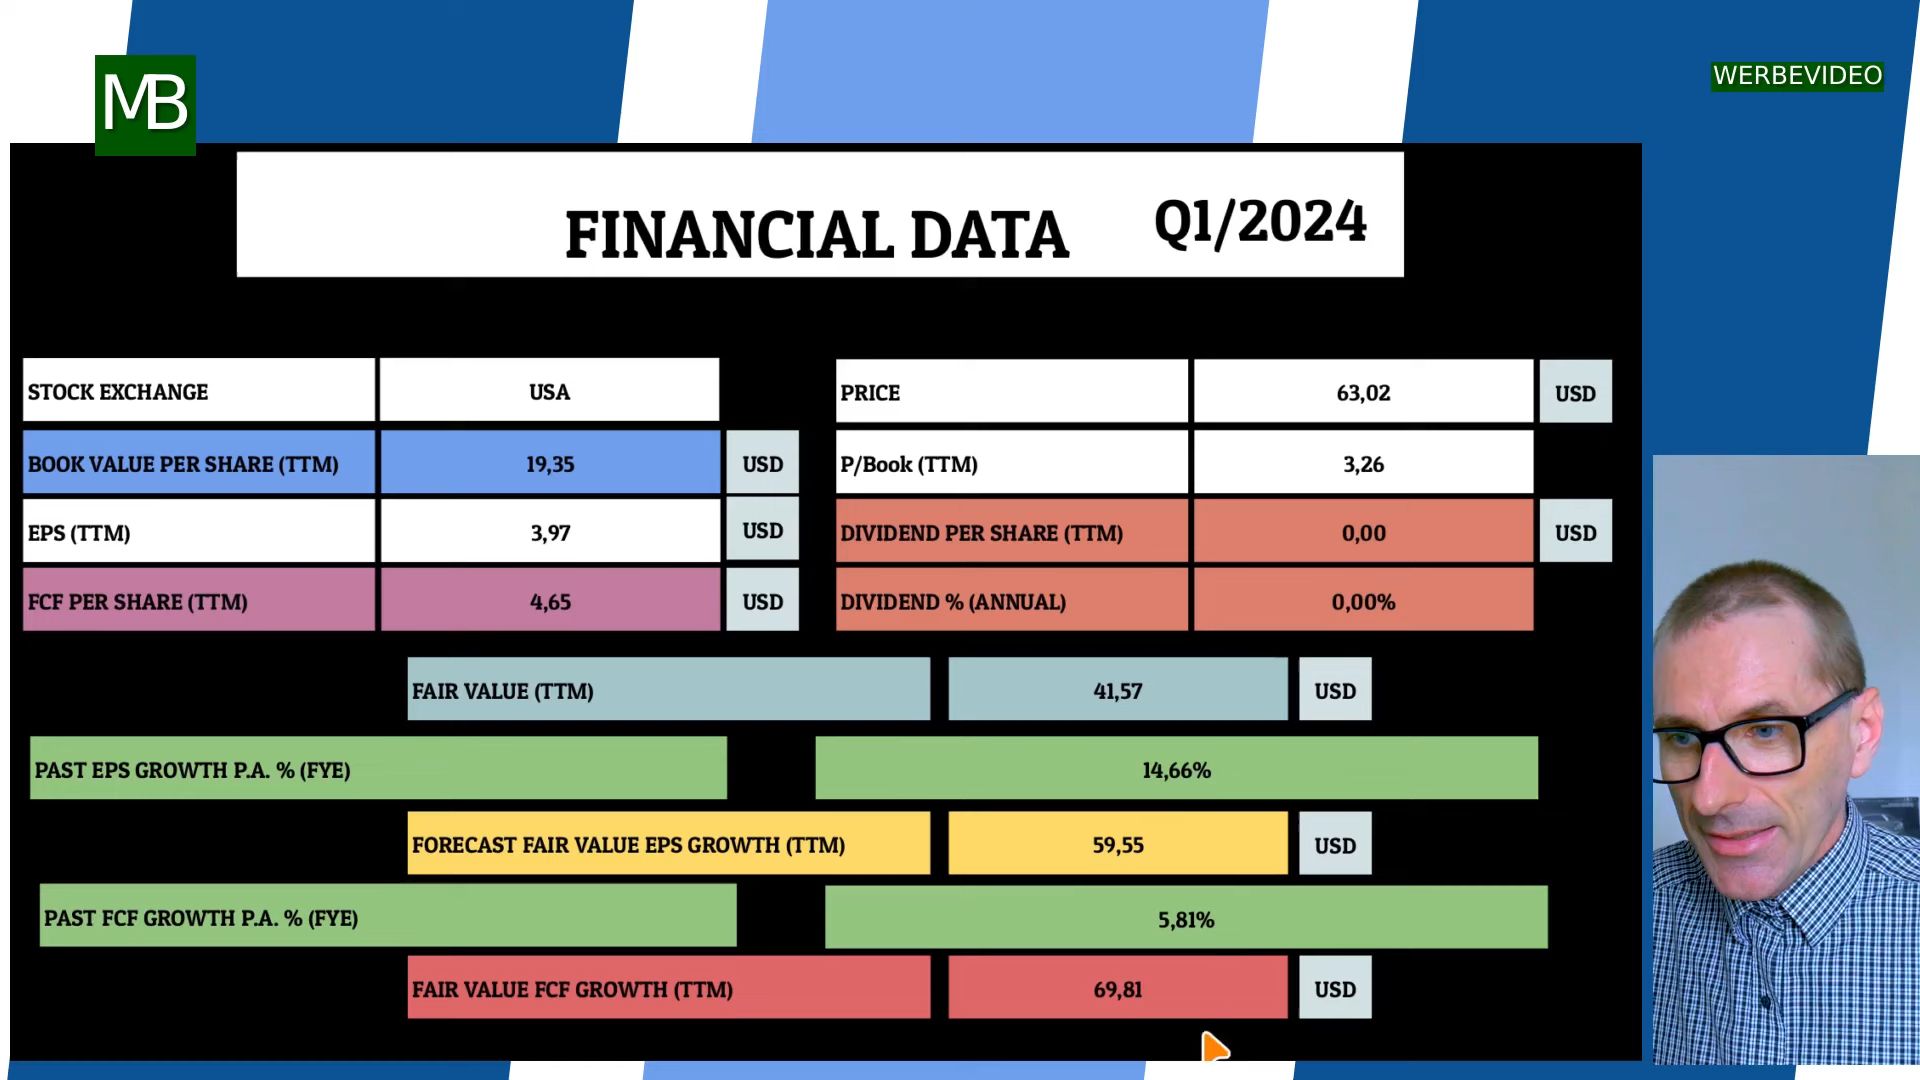 MB
WERBEVIDEO
FINANCIAL DATA
Q1/2024
STOCK EXCHANGE USA
PRICE 63,02 USD
BOOK VALUE PER SHARE (TTM) 19,35 USD
P/Book (TTM) 3,26
EPS (TTM) 3,97 USD
DIVIDEND PER SHARE (TTM) 0,00 USD
FCF PER SHARE (TTM) 4,65 USD
DIVIDEND % (ANNUAL) 0,00%
FAIR VALUE (TTM) 41,57 USD
PAST EPS GROWTH P.A. % (FYE) 14,66%
FORECAST FAIR VALUE EPS GROWTH (TTM) 59,55 USD
PAST FCF GROWTH P.A. % (FYE) 5,81%
FAIR VALUE FCF GROWTH (TTM) 69,81 USD